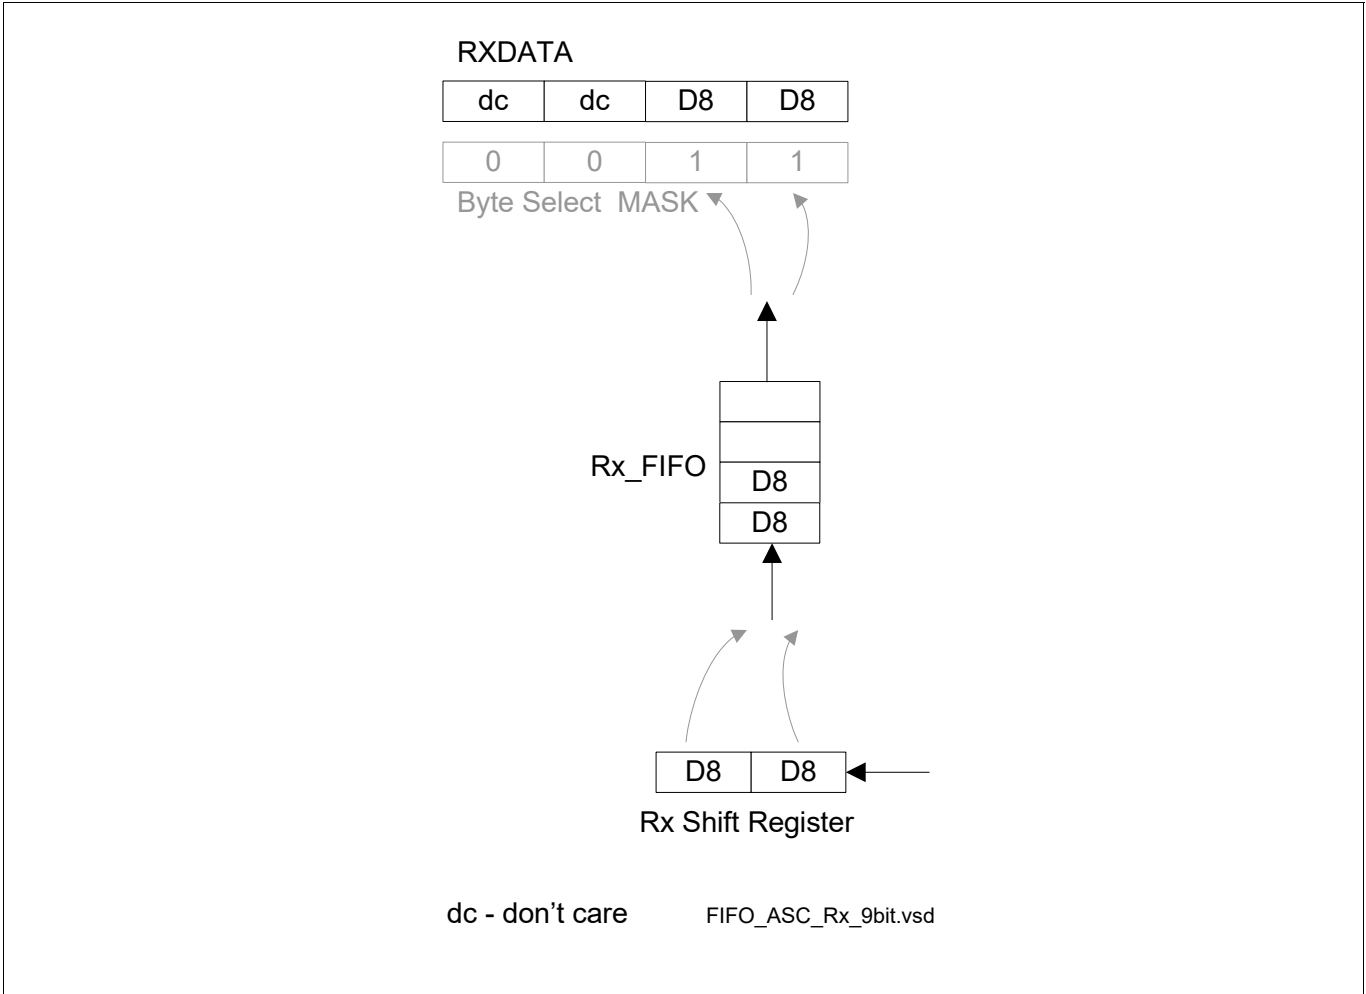 RXDATA
dc dc D8 D8
0 0 1 1
Byte Select MASK
Rx_FIFO
D8
D8
D8 D8
Rx Shift Register
dc - don’t care FIFO_ASC_Rx_9bit.vsd